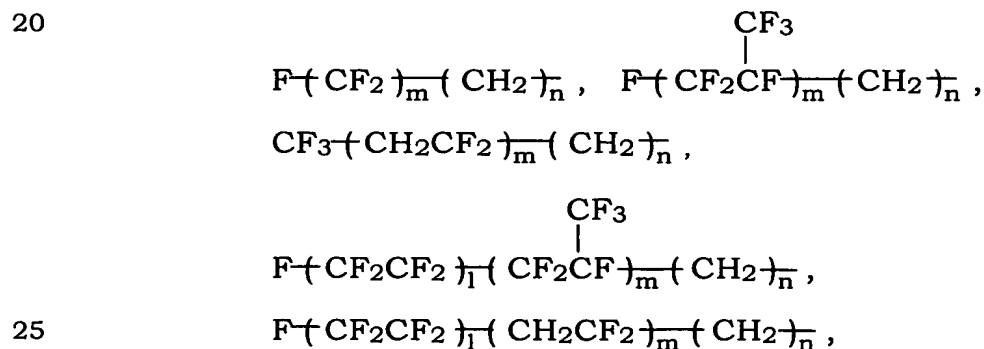 20 CF3
F-(CF2)m-(CH2)n , F-(CF2CF)m-(CH2)n ,
CF3-(CH2CF2)m-(CH2)n ,
CF3
F-(CF2CF2)l-(CF2CF)m-(CH2)n ,
25 F-(CF2CF2)l-(CH2CF2)m-(CH2)n ,